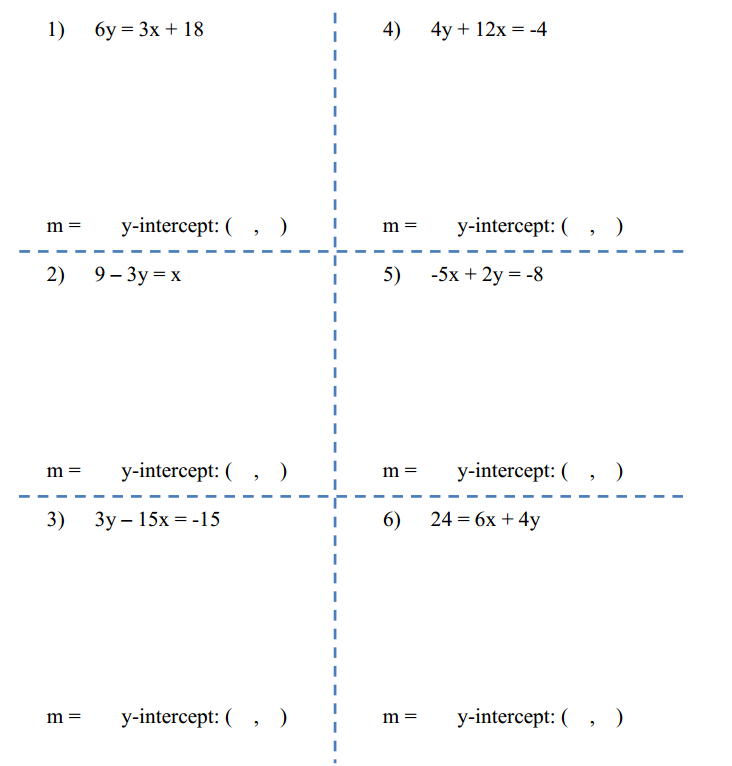 1) 6y = 3x + 18
m = y-intercept: ( , )
2) 9 – 3y = x
m = y-intercept: ( , )
3) 3y – 15x = -15
m = y-intercept: ( , )
4) 4y + 12x = -4
m = y-intercept: ( , )
5) -5x + 2y = -8
m = y-intercept: ( , )
6) 24 = 6x + 4y
m = y-intercept: ( , )